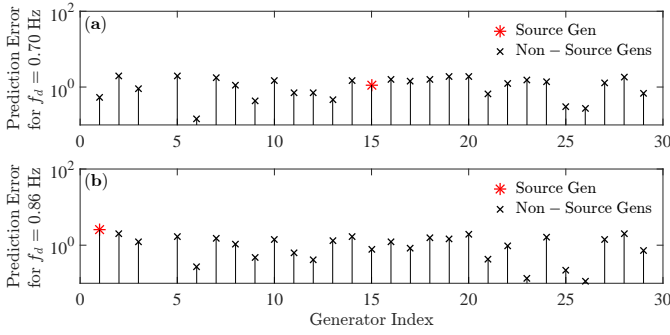 10^2
(a)
Source Gen
Non − Source Gens
Prediction Error
for f_d = 0.70 Hz
10^0
0 5 10 15 20 25 30
10^2
(b)
Source Gen
Non − Source Gens
Prediction Error
for f_d = 0.86 Hz
10^0
0 5 10 15 20 25 30
Generator Index